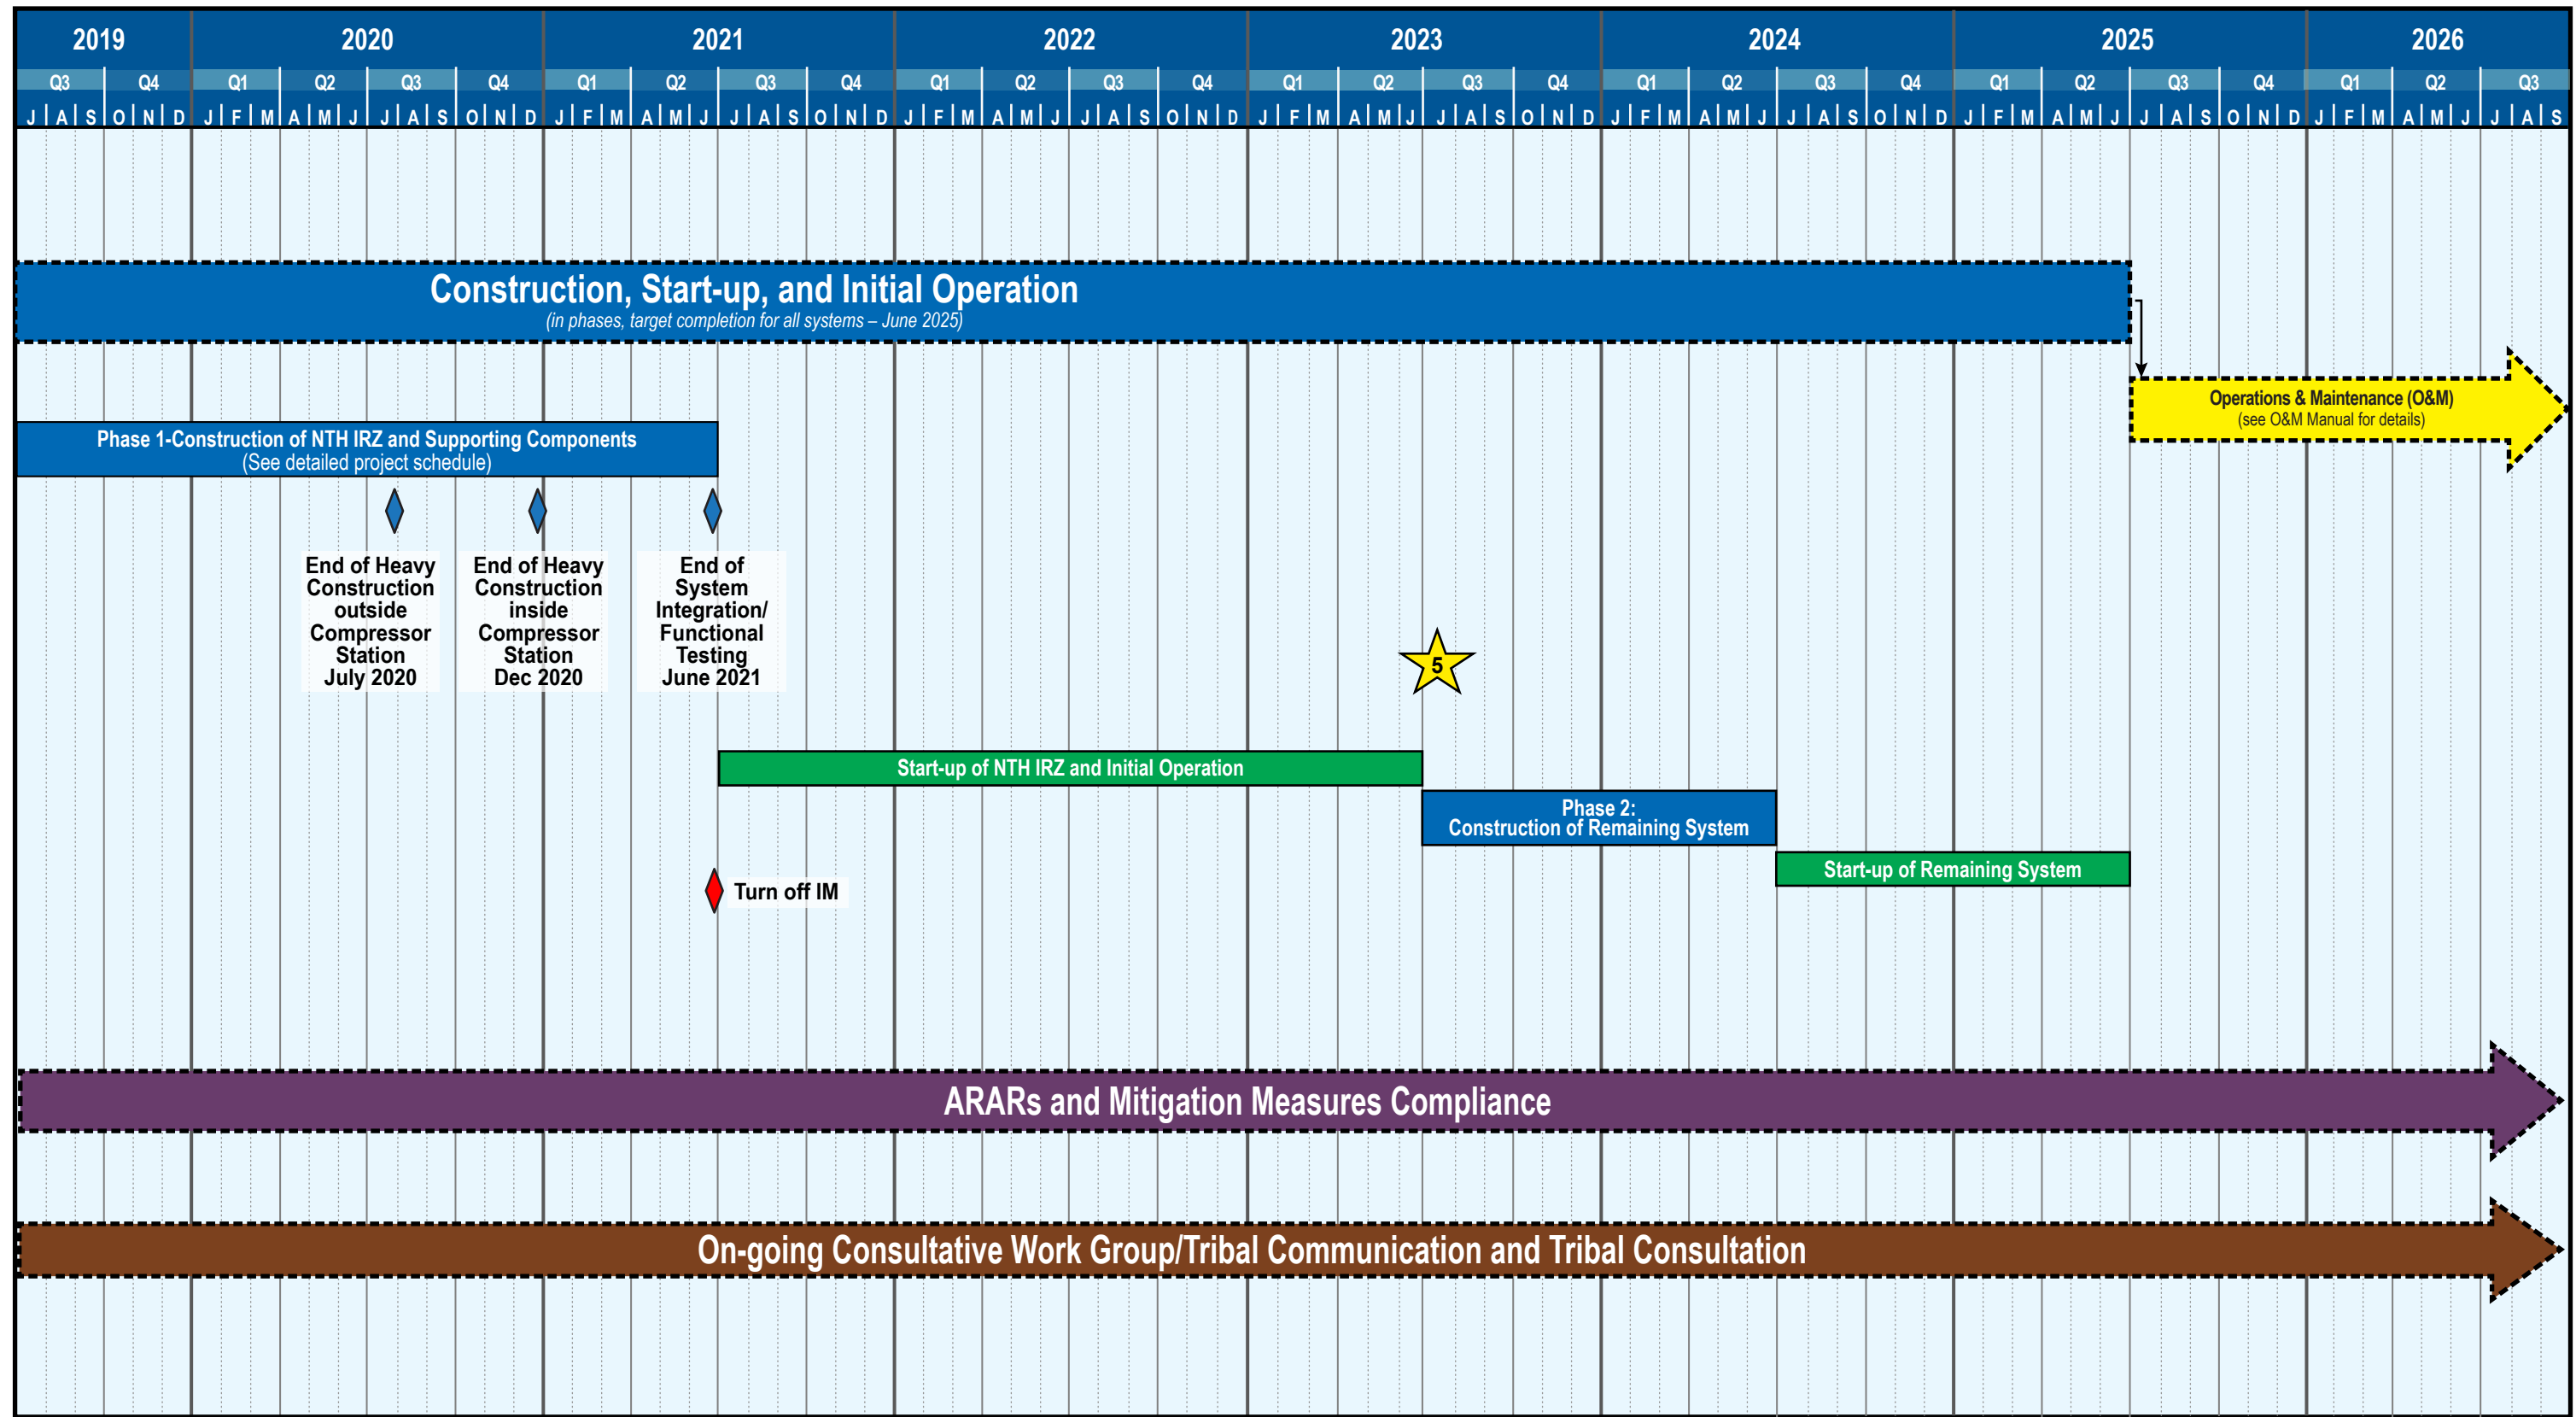 2019 2020 2021 2022 2023 2024 2025 2026
Q3 Q4 Q1 Q2 Q3 Q4 Q1 Q2 Q3 Q4 Q1 Q2 Q3 Q4 Q1 Q2 Q3 Q4 Q1 Q2 Q3 Q4 Q1 Q2 Q3 Q4 Q1 Q2 Q3
J A S O N D J F M A M J J A S O N D J F M A M J J A S O N D J F M A M J J A S O N D J F M A M J J A S O N D J F M A M J J A S O N D J F M A M J J A S O N D J F M A M J J A S
Construction, Start-up, and Initial Operation
(in phases, target completion for all systems – June 2025)
Operations & Maintenance (O&M)
(see O&M Manual for details)
Phase 1-Construction of NTH IRZ and Supporting Components
(See detailed project schedule)
End of Heavy
Construction
outside
Compressor
Station
July 2020
End of Heavy
Construction
inside
Compressor
Station
Dec 2020
End of
System
Integration/
Functional
Testing
June 2021
5
Start-up of NTH IRZ and Initial Operation
Phase 2:
Construction of Remaining System
Start-up of Remaining System
Turn off IM
ARARs and Mitigation Measures Compliance
On-going Consultative Work Group/Tribal Communication and Tribal Consultation